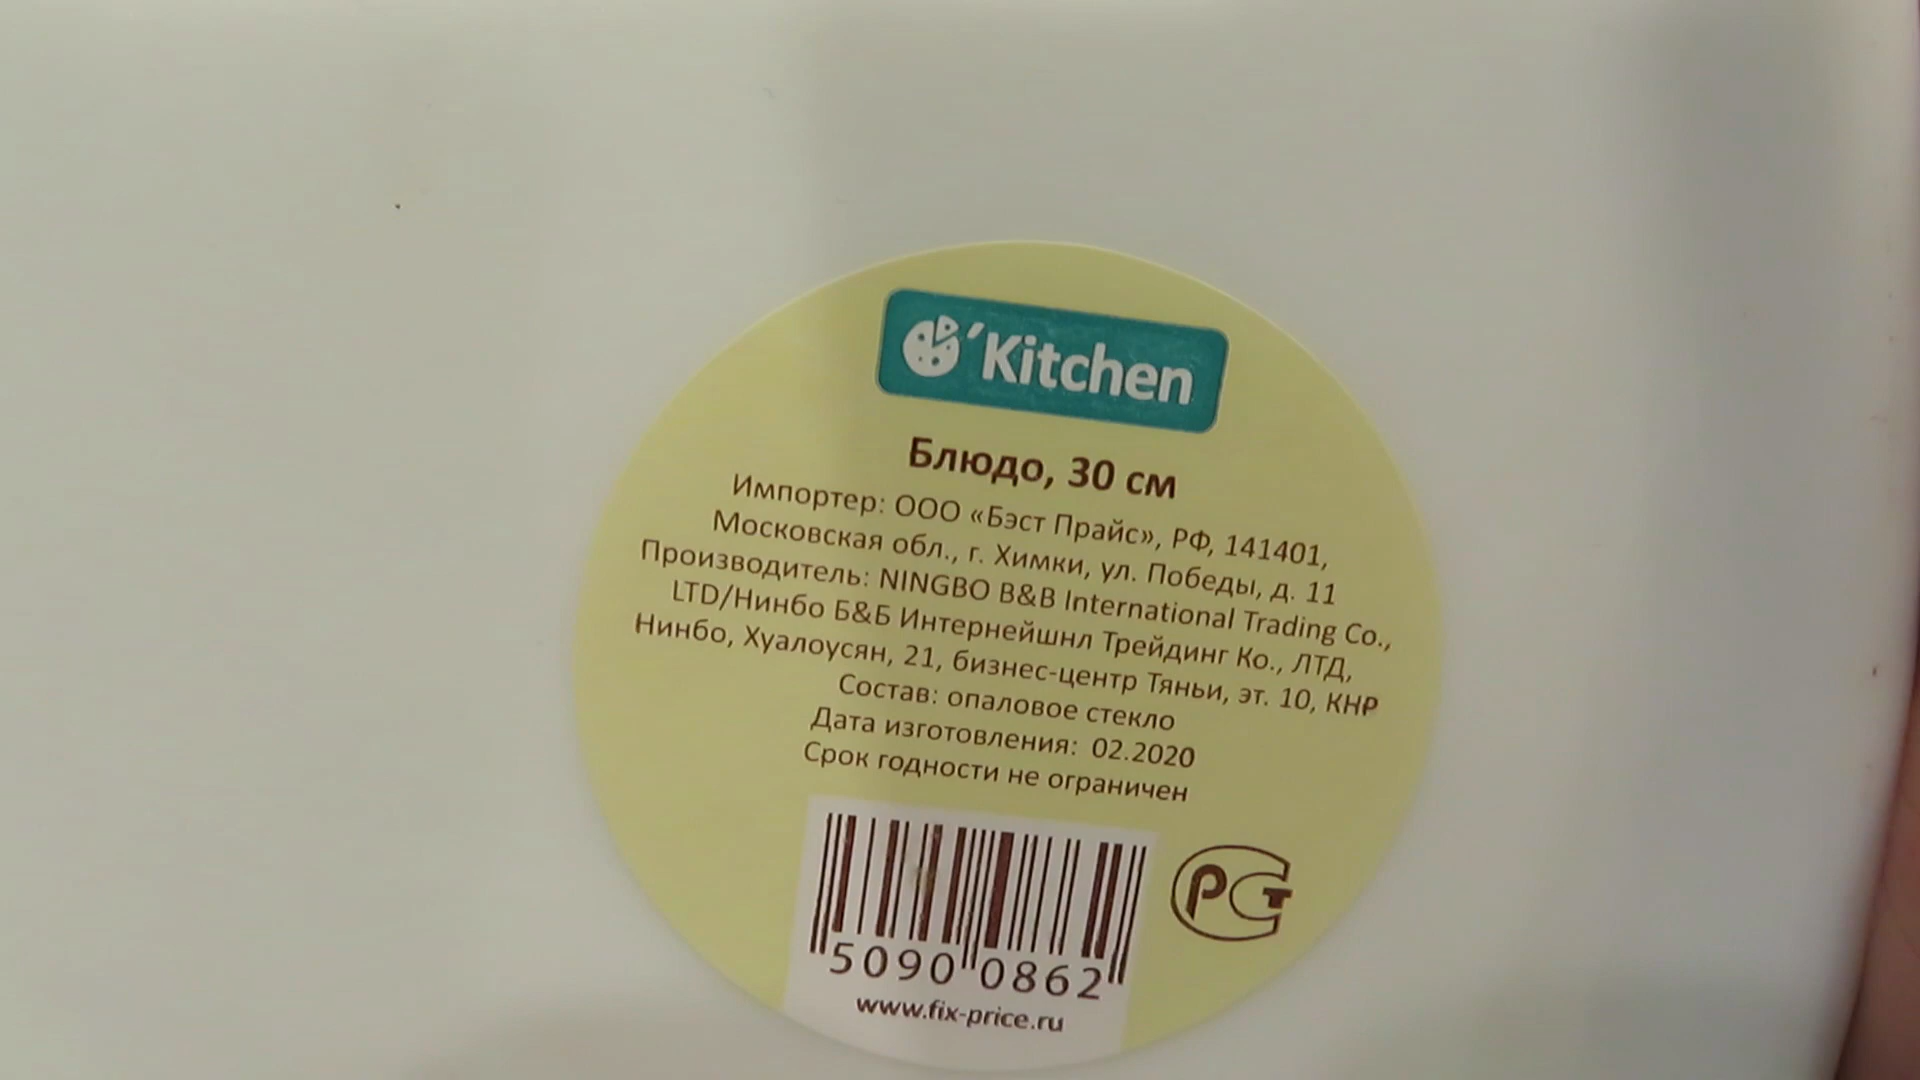 'Kitchen
Блюдо, 30 см
Импортер: ООО «Бэст Прайс», РФ, 141401,
Московская обл., г. Химки, ул. Победы, д. 11
Производитель: NINGBO B&B International Trading Co.,
LTD/Нинбо Б&Б Интернейшнл Трейдинг Ко., ЛТД,
Нинбо, Хуалоусян, 21, бизнес-центр Тяньи, эт. 10, КНР
Состав: опаловое стекло
Дата изготовления: 02.2020
Срок годности не ограничен
5090 0862
РСТ
www.fix-price.ru